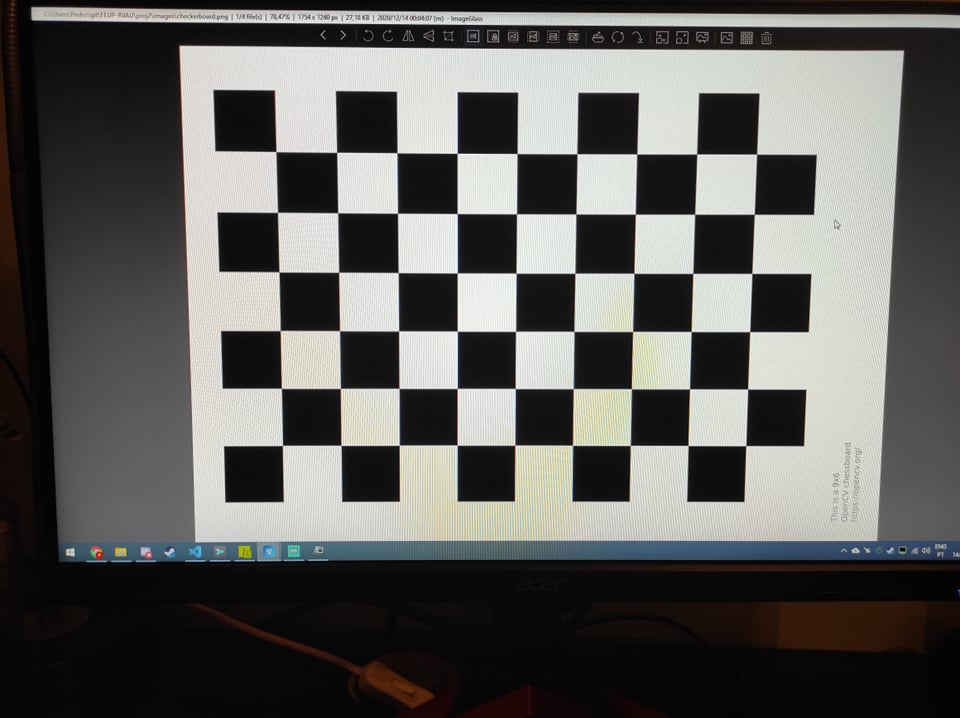 C:\Users\Pedro\git\FEUP-RVA\proj2\images\checkerboard.png | 1/4 file(s) | 78,47% | 1754 x 1240 px | 27,18 KB | 2020/12/14 00:04:07 (m) - ImageGlass
This is a 9x6
OpenCV chessboard
https://opencv.org/
ENG
PT
acer